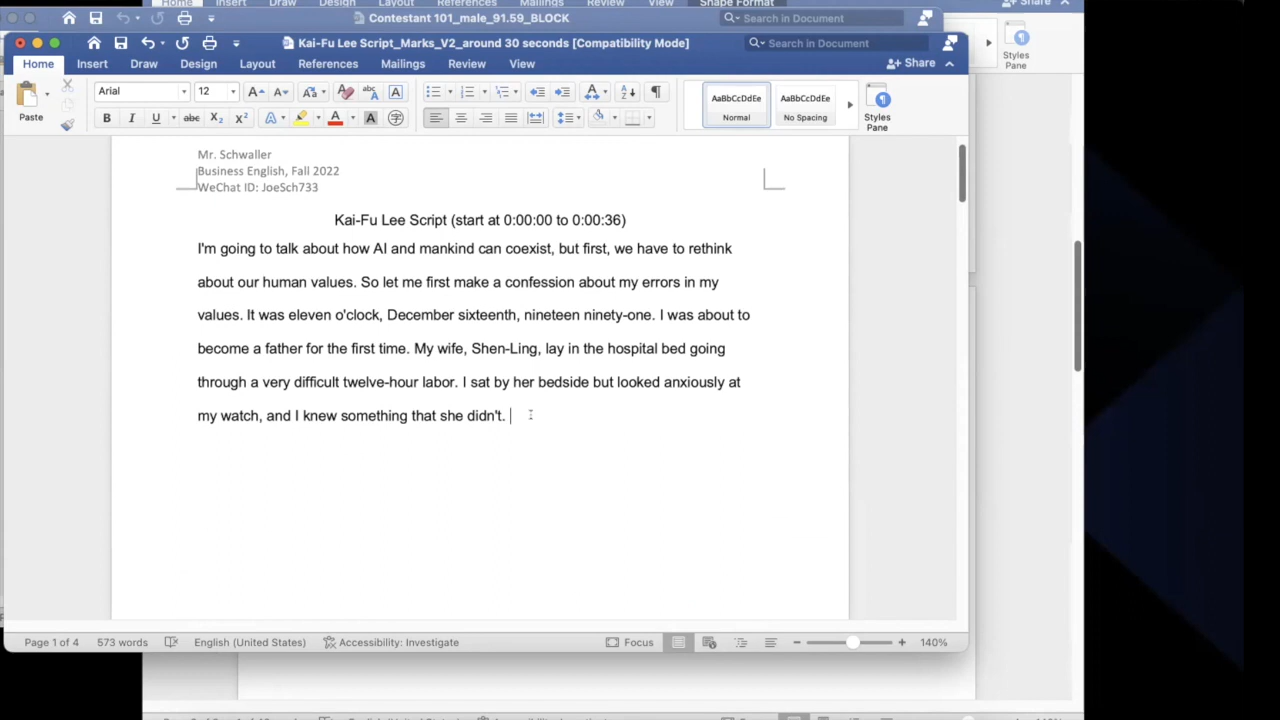 Home Insert Draw Design Layout References Mailings Review View Shape Format Share
Contestant 101_male_91.59_BLOCK
Search in Document
Kai-Fu Lee Script_Marks_V2_around 30 seconds [Compatibility Mode]
Search in Document
Home Insert Draw Design Layout References Mailings Review View Share
Paste
Arial 12
AaBbCcDdEe AaBbCcDdEe
Normal No Spacing
Styles Pane
Styles Pane
Mr. Schwaller
Business English, Fall 2022
WeChat ID: JoeSch733
Kai-Fu Lee Script (start at 0:00:00 to 0:00:36)
I'm going to talk about how AI and mankind can coexist, but first, we have to rethink
about our human values. So let me first make a confession about my errors in my
values. It was eleven o'clock, December sixteenth, nineteen ninety-one. I was about to
become a father for the first time. My wife, Shen-Ling, lay in the hospital bed going
through a very difficult twelve-hour labor. I sat by her bedside but looked anxiously at
my watch, and I knew something that she didn't.
Page 1 of 4 573 words English (United States) Accessibility: Investigate Focus 140%